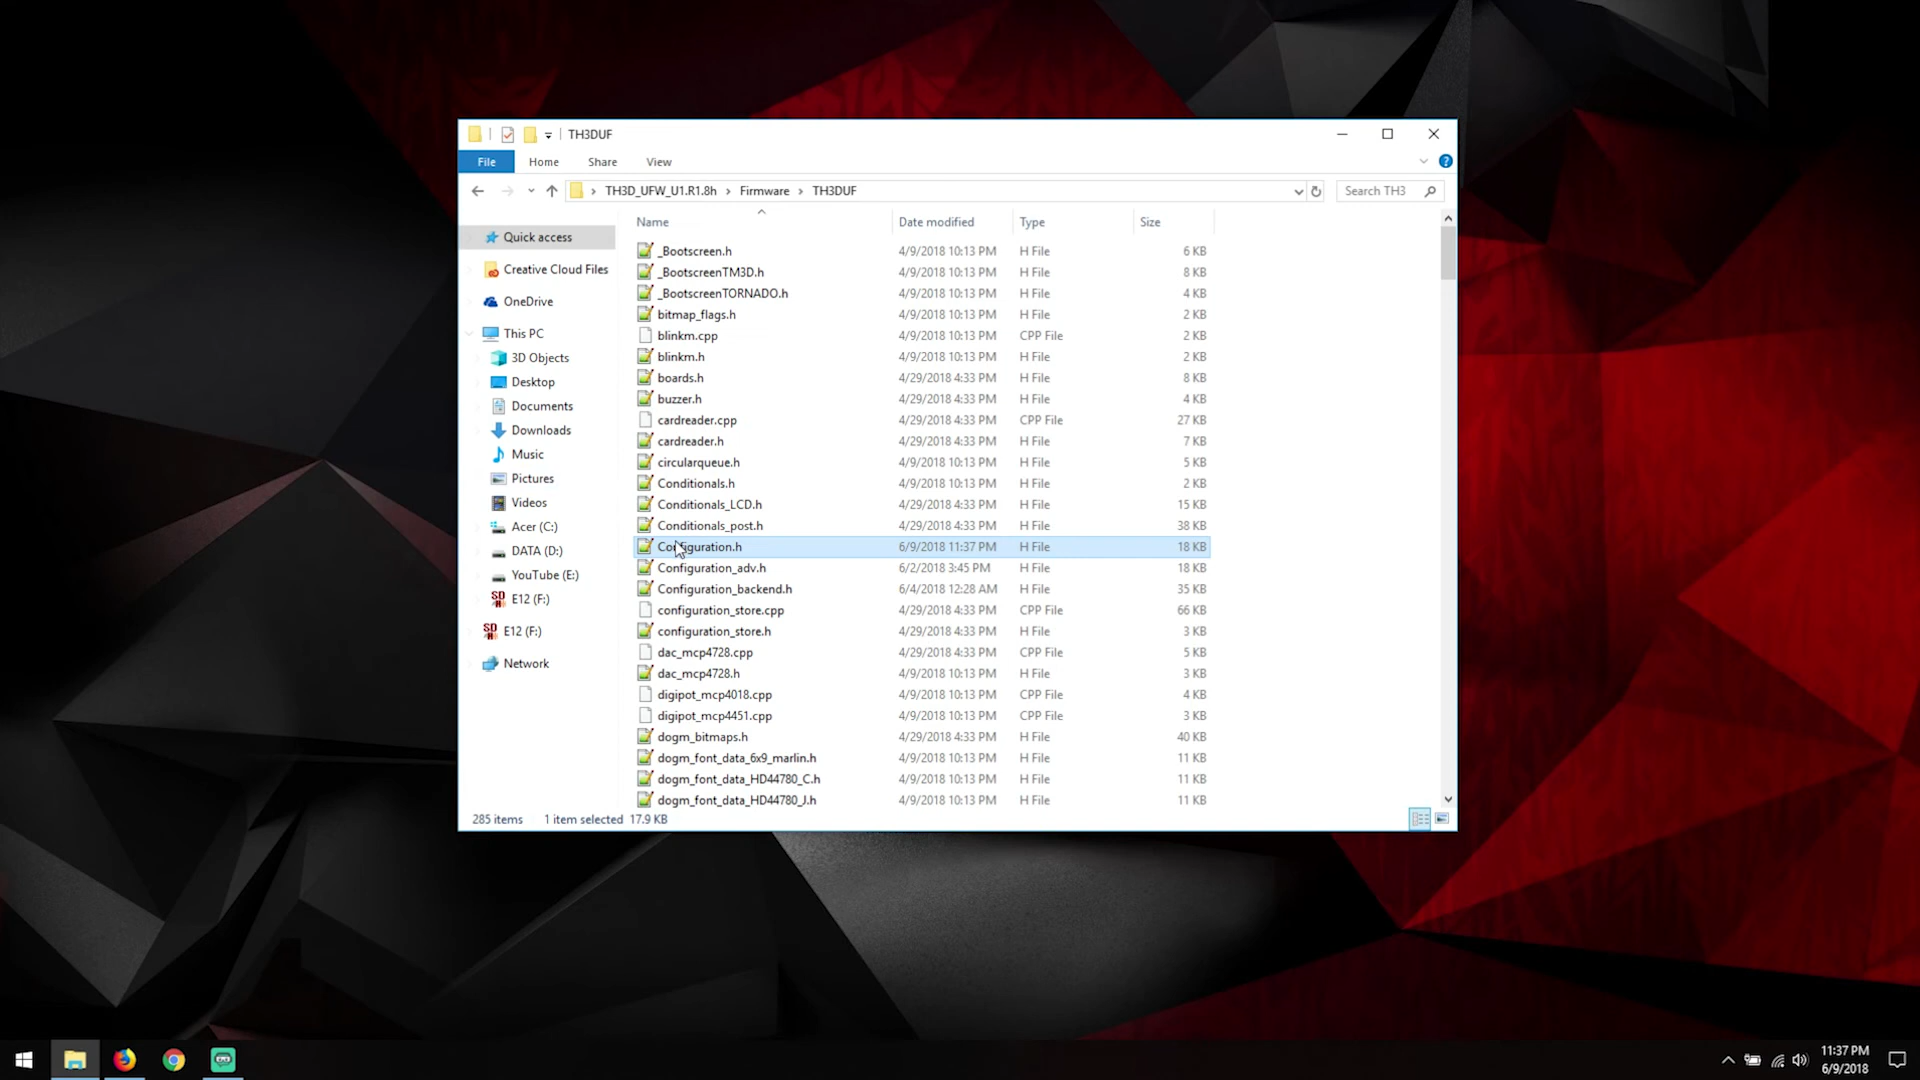 TH3DUF
File Home Share View
TH3D_UFW_U1.R1.8h Firmware TH3DUF Search TH3
Name Date modified Type Size
Quick access
Creative Cloud Files
OneDrive
This PC
3D Objects
Desktop
Documents
Downloads
Music
Pictures
Videos
Acer (C:)
DATA (D:)
YouTube (E:)
E12 (F:)
E12 (F:)
Network
_Bootscreen.h 4/9/2018 10:13 PM H File 6 KB
_BootscreenTM3D.h 4/9/2018 10:13 PM H File 8 KB
_BootscreenTORNADO.h 4/9/2018 10:13 PM H File 4 KB
bitmap_flags.h 4/9/2018 10:13 PM H File 2 KB
blinkm.cpp 4/9/2018 10:13 PM CPP File 2 KB
blinkm.h 4/9/2018 10:13 PM H File 2 KB
boards.h 4/29/2018 4:33 PM H File 8 KB
buzzer.h 4/29/2018 4:33 PM H File 4 KB
cardreader.cpp 4/29/2018 4:33 PM CPP File 27 KB
cardreader.h 4/29/2018 4:33 PM H File 7 KB
circularqueue.h 4/9/2018 10:13 PM H File 5 KB
Conditionals.h 4/9/2018 10:13 PM H File 2 KB
Conditionals_LCD.h 4/29/2018 4:33 PM H File 15 KB
Conditionals_post.h 4/29/2018 4:33 PM H File 38 KB
Configuration.h 6/9/2018 11:37 PM H File 18 KB
Configuration_adv.h 6/2/2018 3:45 PM H File 18 KB
Configuration_backend.h 6/4/2018 12:28 AM H File 35 KB
configuration_store.cpp 4/29/2018 4:33 PM CPP File 66 KB
configuration_store.h 4/29/2018 4:33 PM H File 3 KB
dac_mcp4728.cpp 4/29/2018 4:33 PM CPP File 5 KB
dac_mcp4728.h 4/9/2018 10:13 PM H File 3 KB
digipot_mcp4018.cpp 4/9/2018 10:13 PM CPP File 4 KB
digipot_mcp4451.cpp 4/9/2018 10:13 PM CPP File 3 KB
dogm_bitmaps.h 4/29/2018 4:33 PM H File 40 KB
dogm_font_data_6x9_marlin.h 4/9/2018 10:13 PM H File 11 KB
dogm_font_data_HD44780_C.h 4/9/2018 10:13 PM H File 11 KB
dogm_font_data_HD44780_J.h 4/9/2018 10:13 PM H File 11 KB
285 items 1 item selected 17.9 KB
11:37 PM
6/9/2018